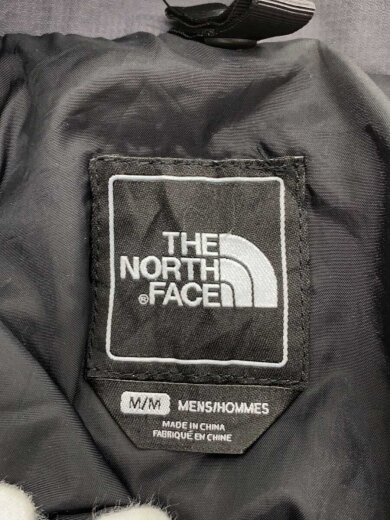 THE
NORTH
®FACE
M/M MENS/HOMMES
MADE IN CHINA
FABRIQUÉ EN CHINE